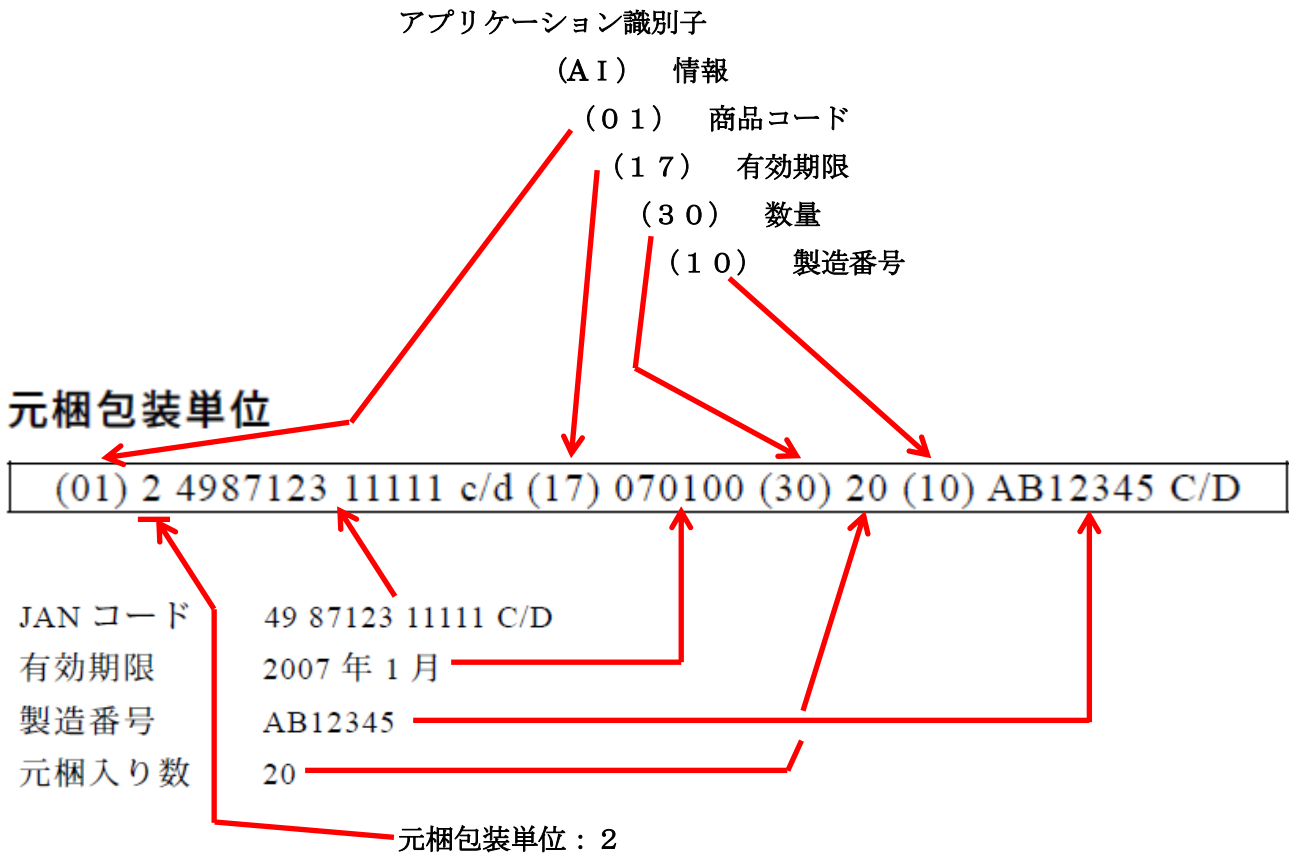 アプリケーション識別子
(AI) 情報
(01) 商品コード
(17) 有効期限
(30) 数量
(10) 製造番号
元梱包装単位
(01) 2 4987123 11111 c/d (17) 070100 (30) 20 (10) AB12345 C/D
JAN コード 49 87123 11111 C/D
有効期限 2007 年 1 月
製造番号 AB12345
元梱入り数 20
元梱包装単位:2